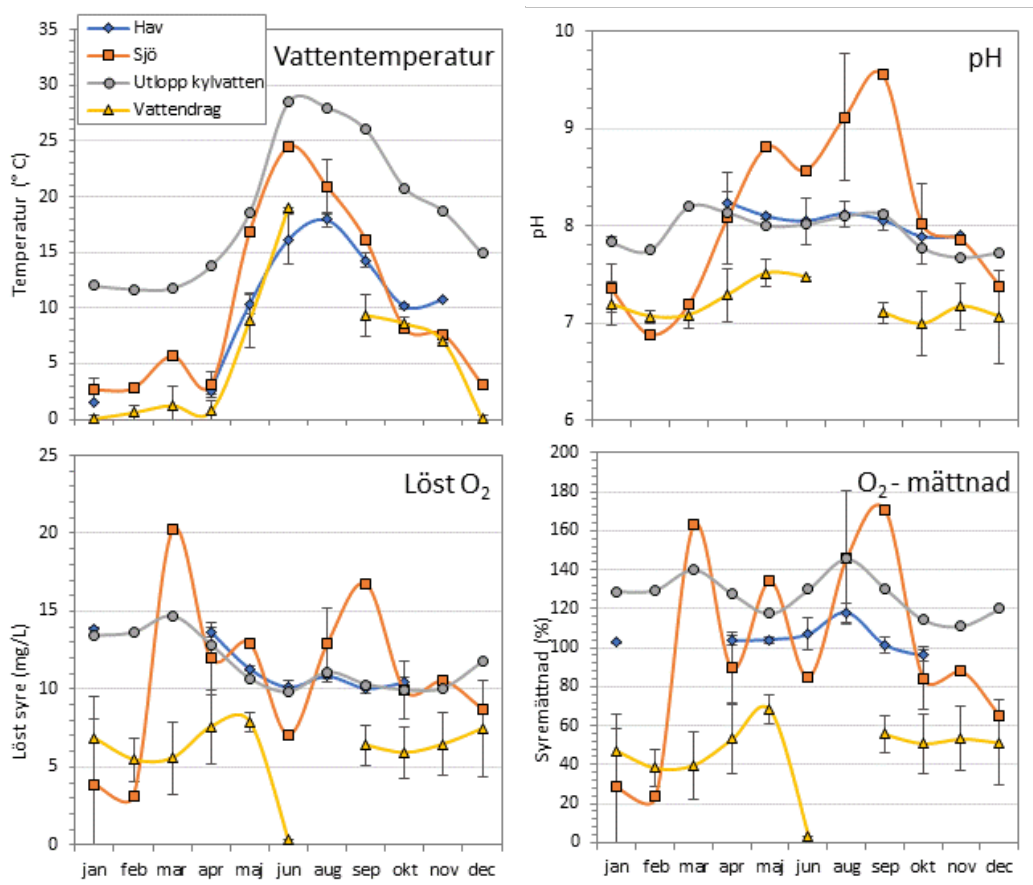 Hav
Sjö
Utlopp kylvatten
Vattendrag
Vattentemperatur
Temperatur (° C)
35
30
25
20
15
10
5
0
jan feb mar apr maj jun aug sep okt nov dec
pH
pH
10
9
8
7
6
Löst O₂
Löst syre (mg/L)
25
20
15
10
5
0
jan feb mar apr maj jun aug sep okt nov dec
O₂ - mättnad
Syremättnad (%)
200
180
160
140
120
100
80
60
40
20
0
jan feb mar apr maj jun aug sep okt nov dec